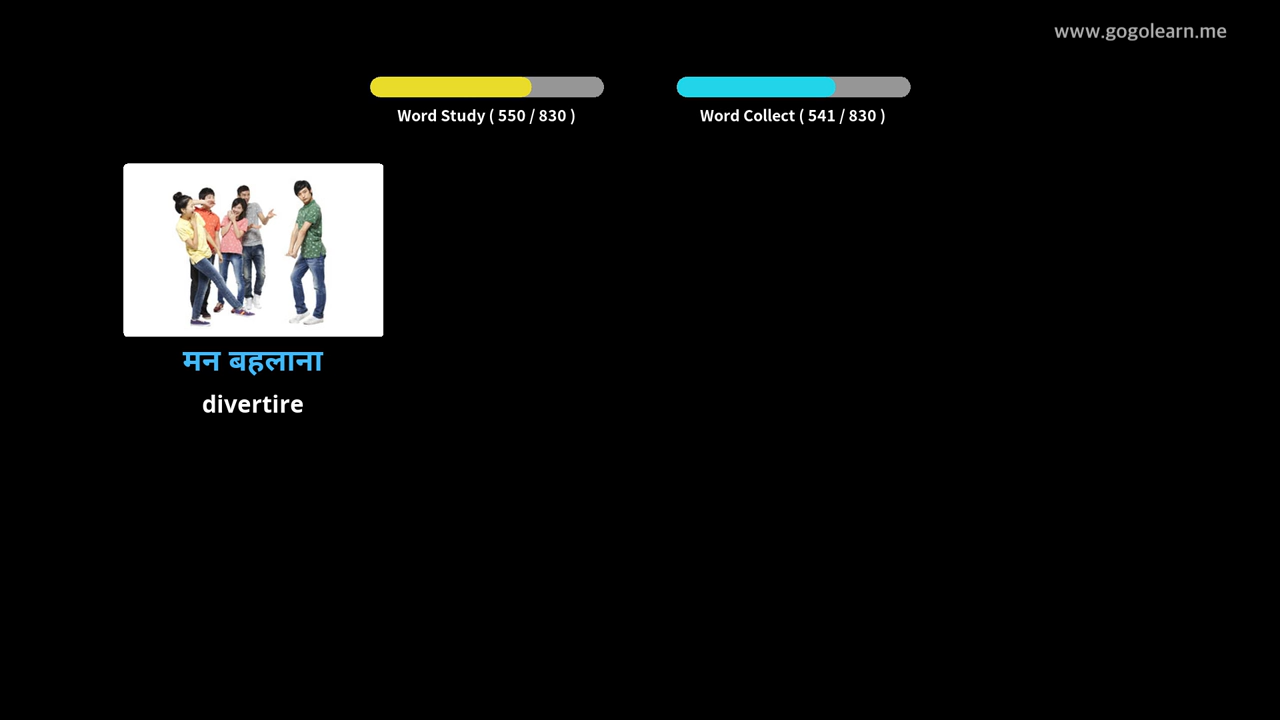 www.gogolearn.me
Word Study ( 550 / 830 )
Word Collect ( 541 / 830 )
मन बहलाना
divertire